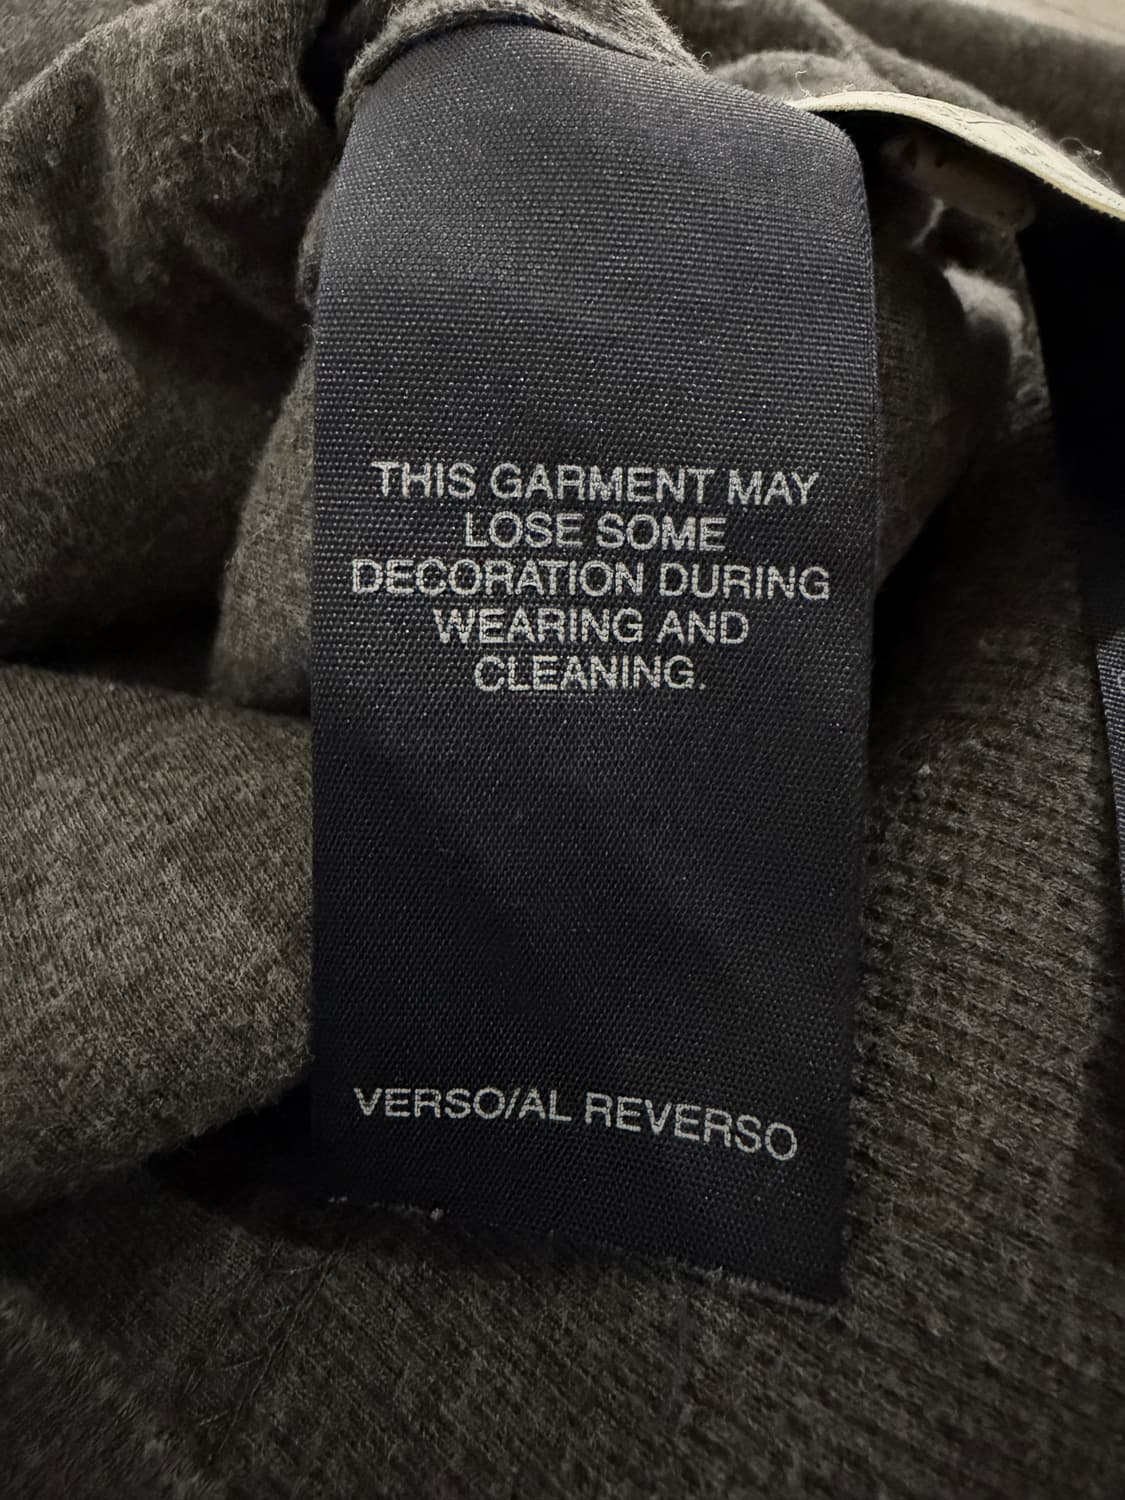 THIS GARMENT MAY
LOSE SOME
DECORATION DURING
WEARING AND
CLEANING.
VERSO/AL REVERSO